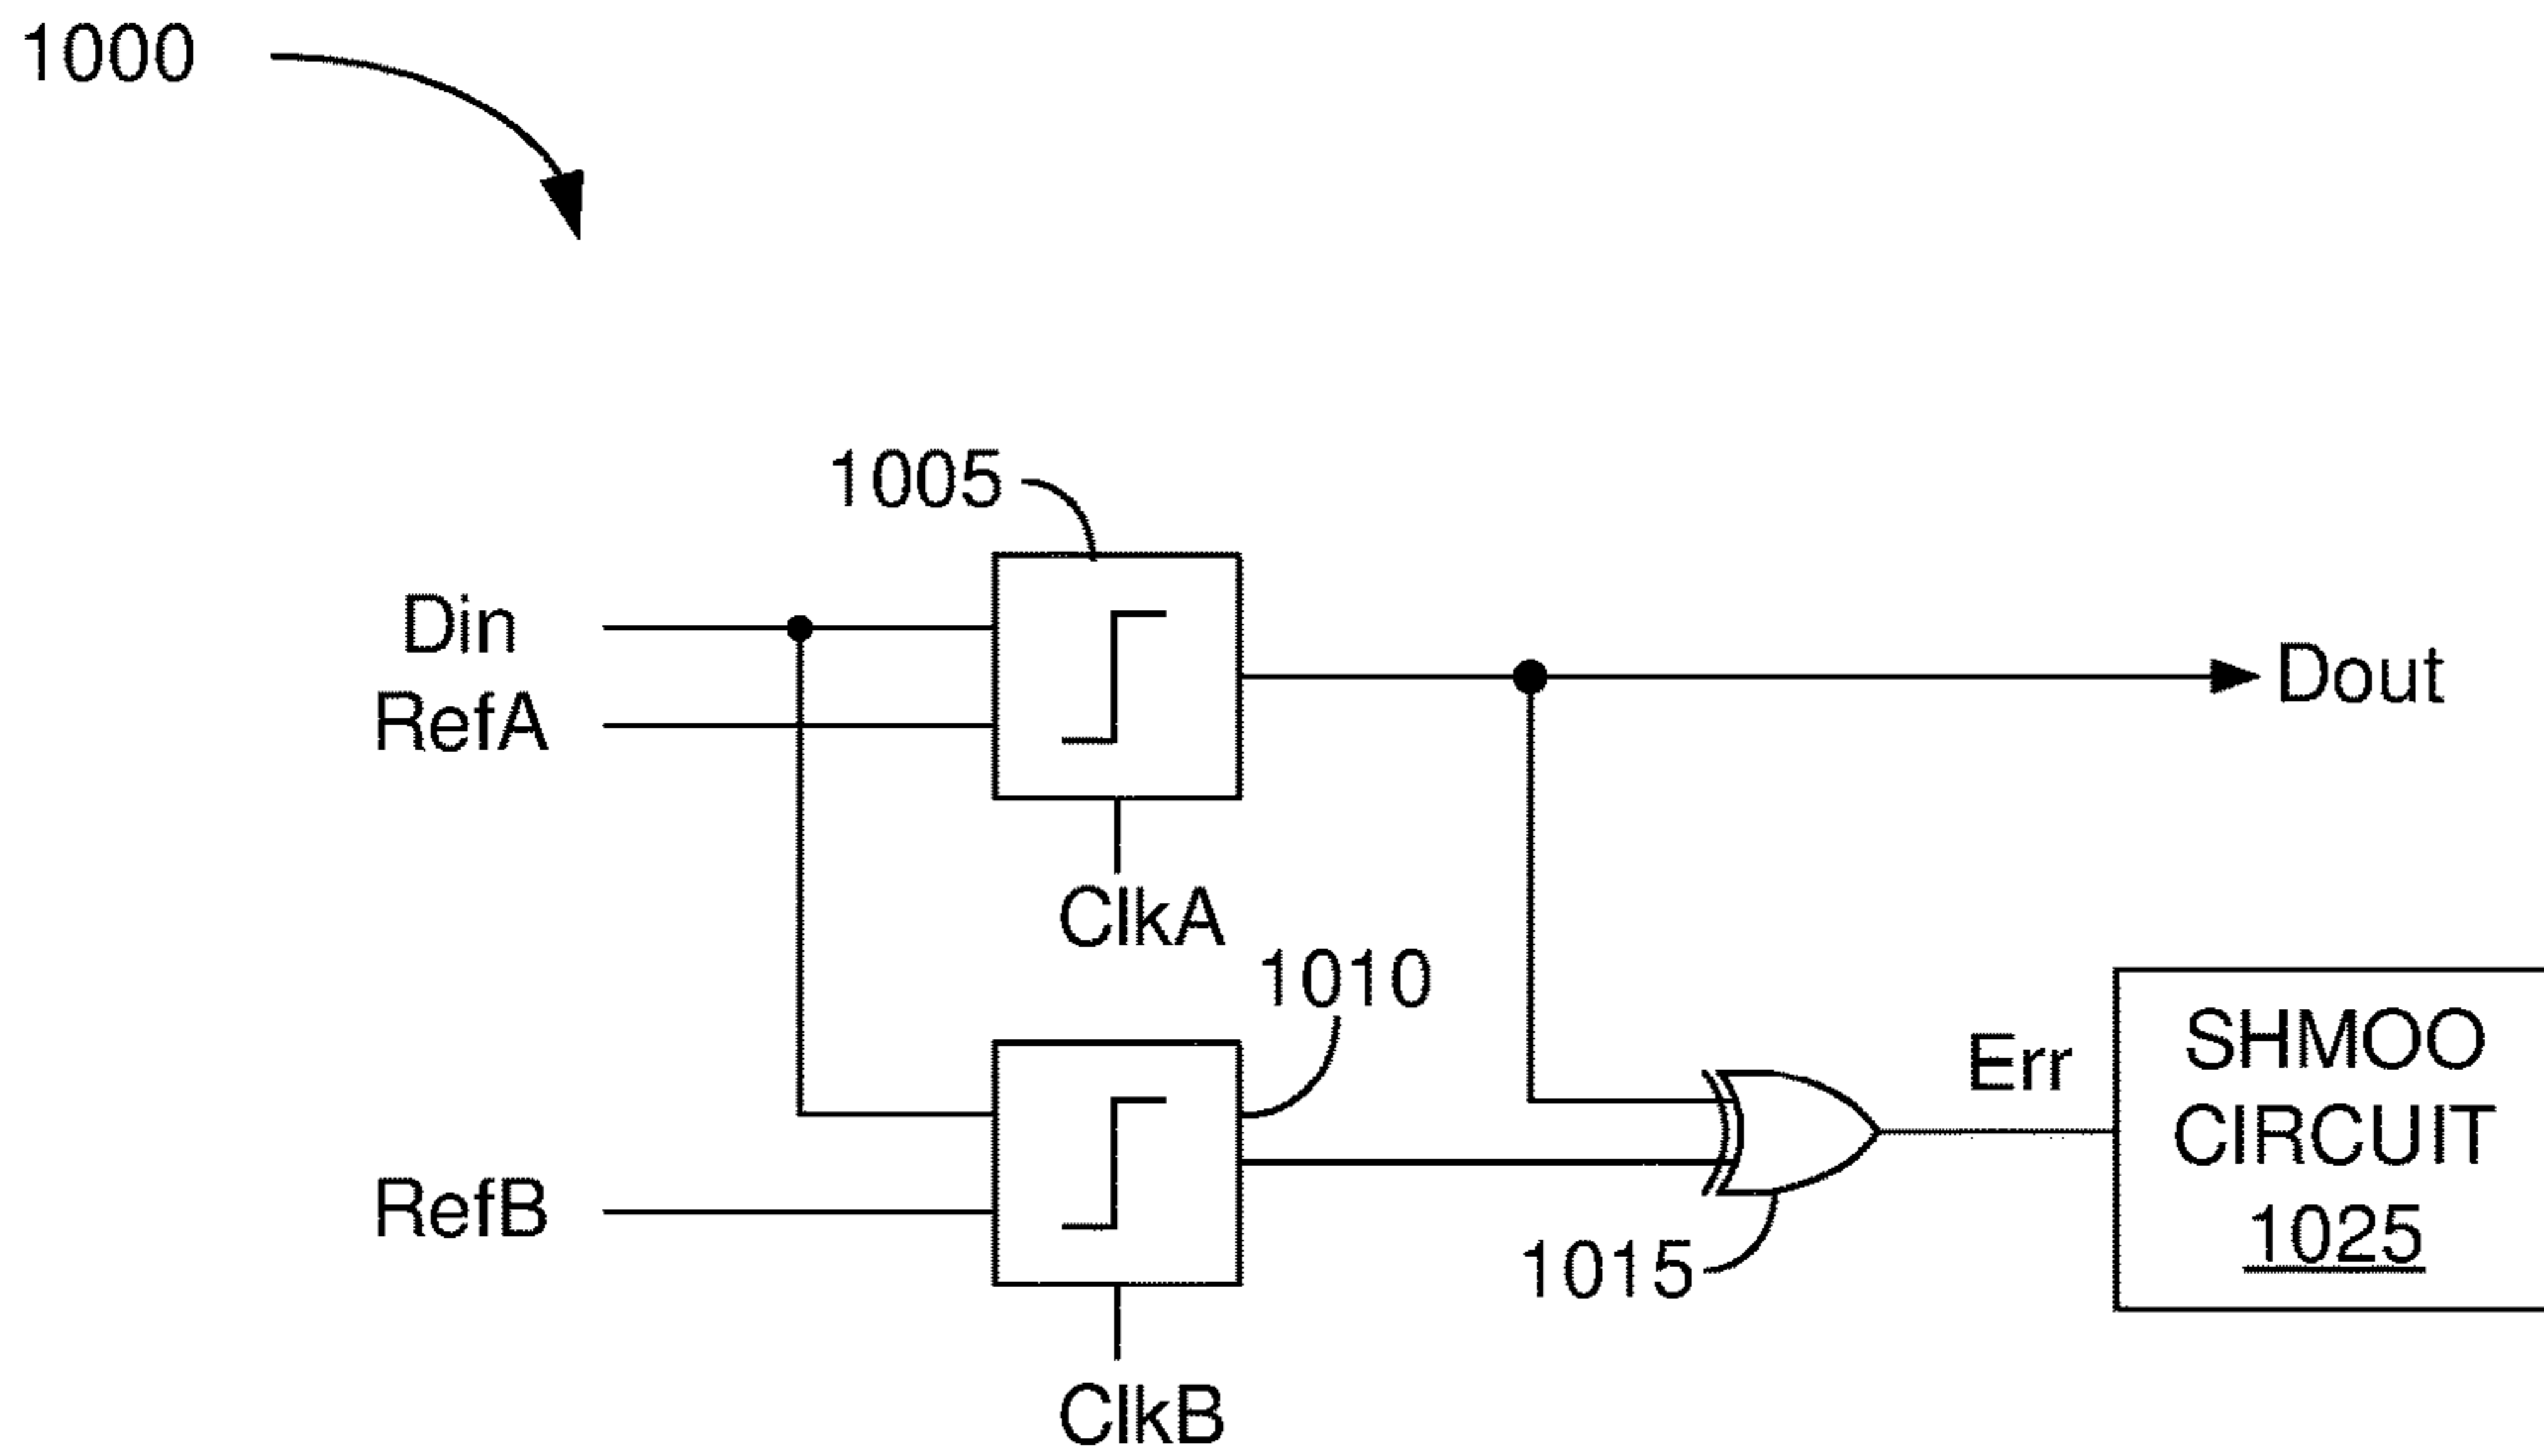 1000
1005
Din
RefA
Dout
ClkA
1010
Err
SHMOO
CIRCUIT
1025
RefB
1015
ClkB